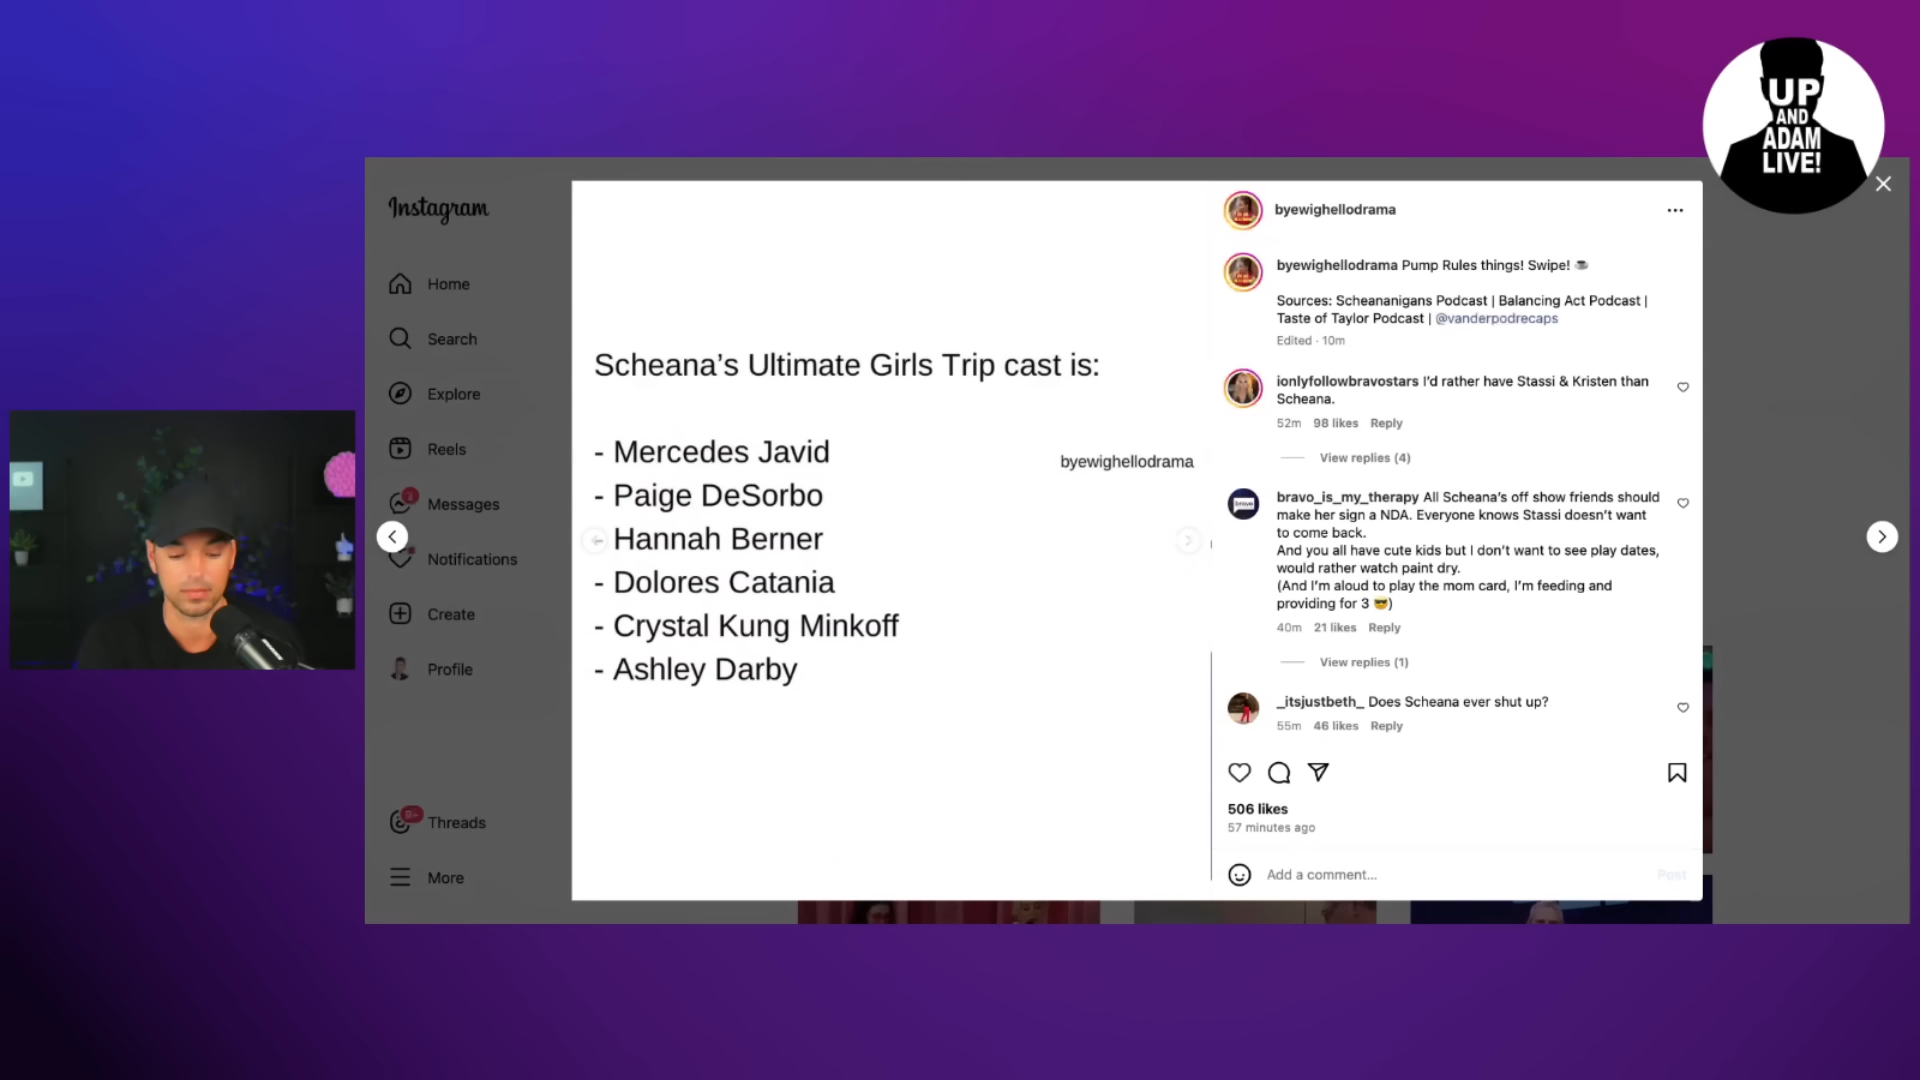 UP
AND
ADAM
LIVE!
Instagram
Home
Search
Explore
Reels
Messages
Notifications
Create
Profile
Threads
9+
More
Scheana’s Ultimate Girls Trip cast is:
- Mercedes Javid
- Paige DeSorbo
- Hannah Berner
- Dolores Catania
- Crystal Kung Minkoff
- Ashley Darby
byewighellodrama
byewighellodrama
byewighellodrama Pump Rules things! Swipe! ☕
Sources: Scheananigans Podcast | Balancing Act Podcast |
Taste of Taylor Podcast | @vanderpodrecaps
Edited · 10m
ionlyfollowbravostars I’d rather have Stassi & Kristen than
Scheana.
52m 98 likes Reply
View replies (4)
bravo_is_my_therapy All Scheana’s off show friends should
make her sign a NDA. Everyone knows Stassi doesn’t want
to come back.
And you all have cute kids but I don’t want to see play dates,
would rather watch paint dry.
(And I’m aloud to play the mom card, I’m feeding and
providing for 3 😎)
40m 21 likes Reply
View replies (1)
_itsjustbeth_ Does Scheana ever shut up?
55m 46 likes Reply
506 likes
57 minutes ago
Add a comment...
Post